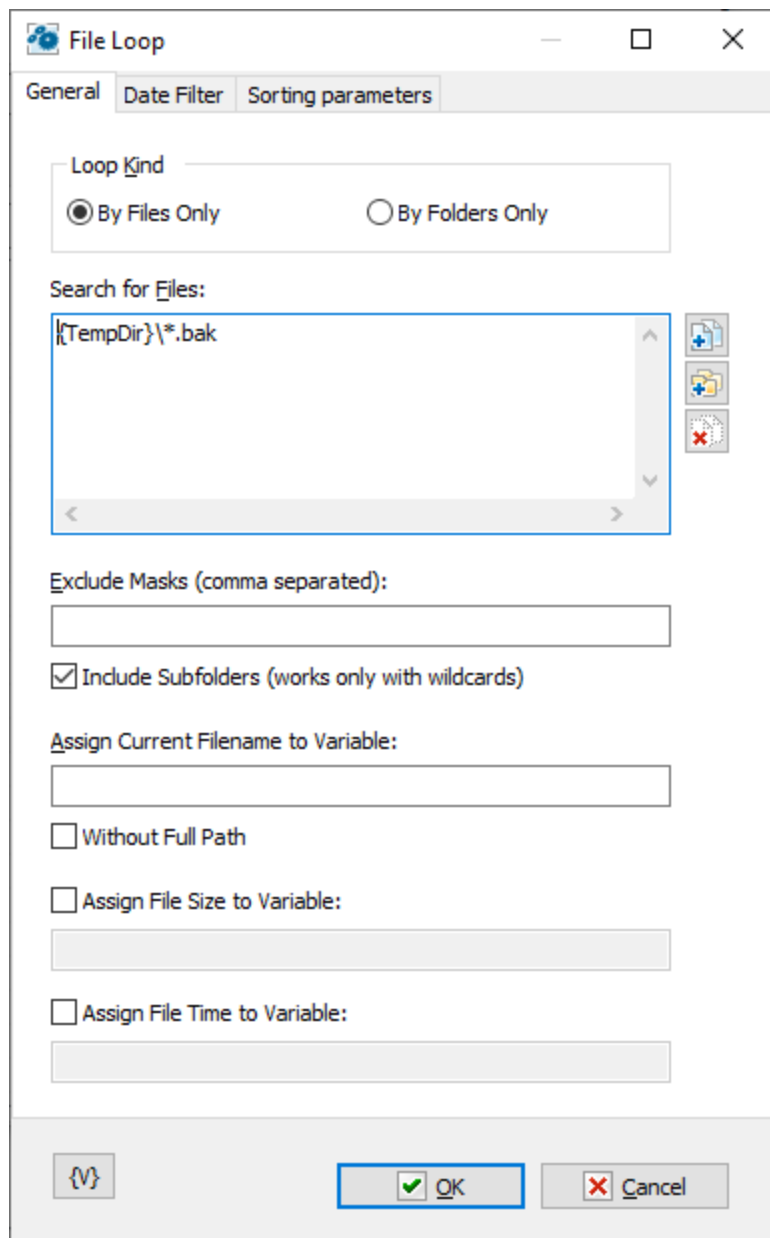 File Loop
General Date Filter Sorting parameters
Loop Kind
By Files Only By Folders Only
Search for Files:
{TempDir}\*.bak
Exclude Masks (comma separated):
Include Subfolders (works only with wildcards)
Assign Current Filename to Variable:
Without Full Path
Assign File Size to Variable:
Assign File Time to Variable:
{V} OK Cancel